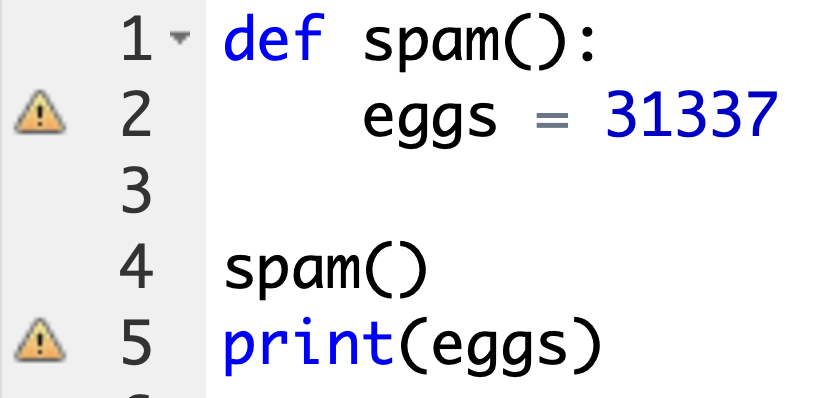 1 def spam():
2     eggs = 31337
3
4 spam()
5 print(eggs)